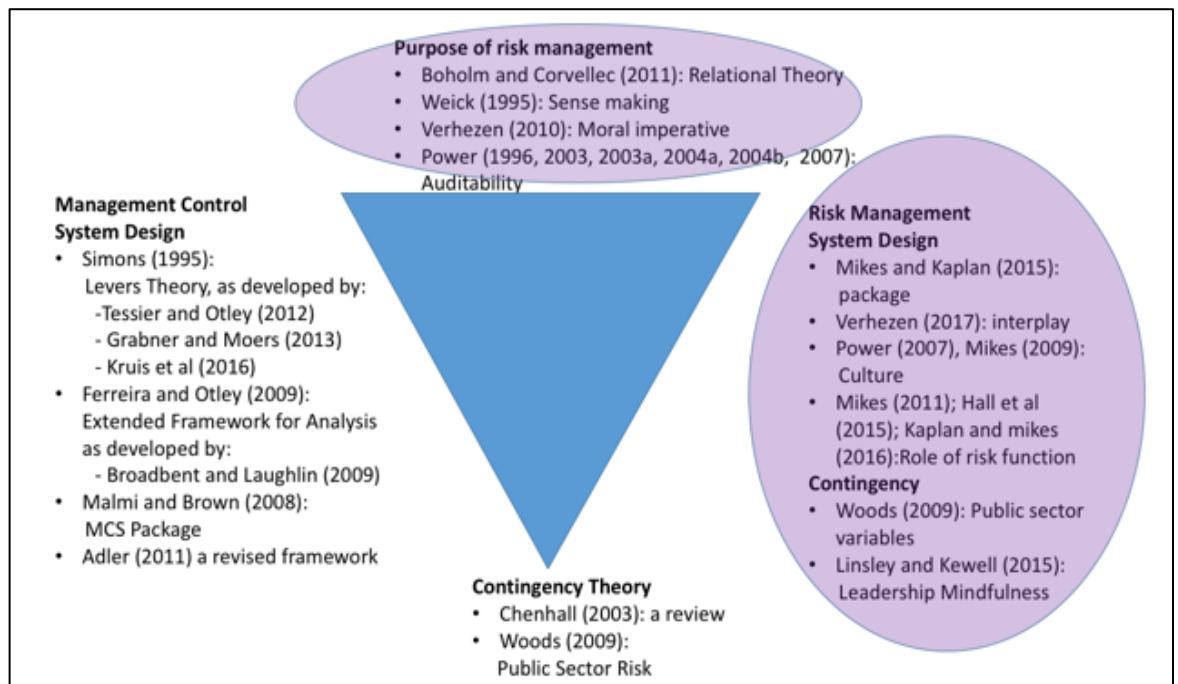 Purpose of risk management
• Boholm and Corvellec (2011): Relational Theory
• Weick (1995): Sense making
• Verhezen (2010): Moral imperative
• Power (1996, 2003, 2003a, 2004a, 2004b, 2007):
Auditability
Management Control
System Design
• Simons (1995):
Levers Theory, as developed by:
-Tessier and Otley (2012)
- Grabner and Moers (2013)
- Kruis et al (2016)
• Ferreira and Otley (2009):
Extended Framework for Analysis
as developed by:
- Broadbent and Laughlin (2009)
• Malmi and Brown (2008):
MCS Package
• Adler (2011) a revised framework
Risk Management
System Design
• Mikes and Kaplan (2015):
package
• Verhezen (2017): interplay
• Power (2007), Mikes (2009):
Culture
• Mikes (2011); Hall et al
(2015); Kaplan and mikes
(2016):Role of risk function
Contingency
• Woods (2009): Public sector
variables
• Linsley and Kewell (2015):
Leadership Mindfulness
Contingency Theory
• Chenhall (2003): a review
• Woods (2009):
Public Sector Risk